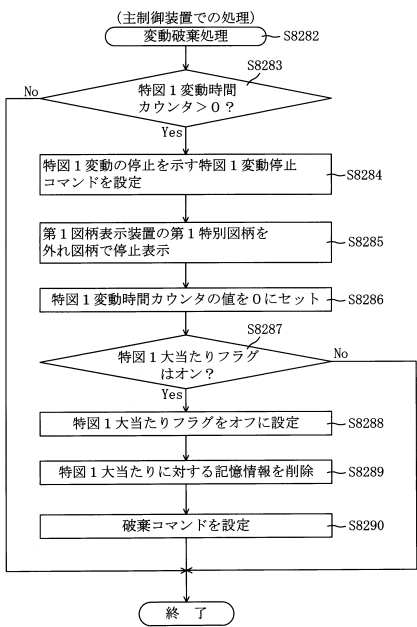 (主制御装置での処理)
変動破棄処理
S8282
S8283
特図1変動時間
カウンタ>0?
No
Yes
特図1変動の停止を示す特図1変動停止
コマンドを設定
S8284
第1図柄表示装置の第1特別図柄を
外れ図柄で停止表示
S8285
特図1変動時間カウンタの値を0にセット
S8286
S8287
特図1大当たりフラグ
はオン?
No
Yes
特図1大当たりフラグをオフに設定
S8288
特図1大当たりに対する記憶情報を削除
S8289
破棄コマンドを設定
S8290
終 了